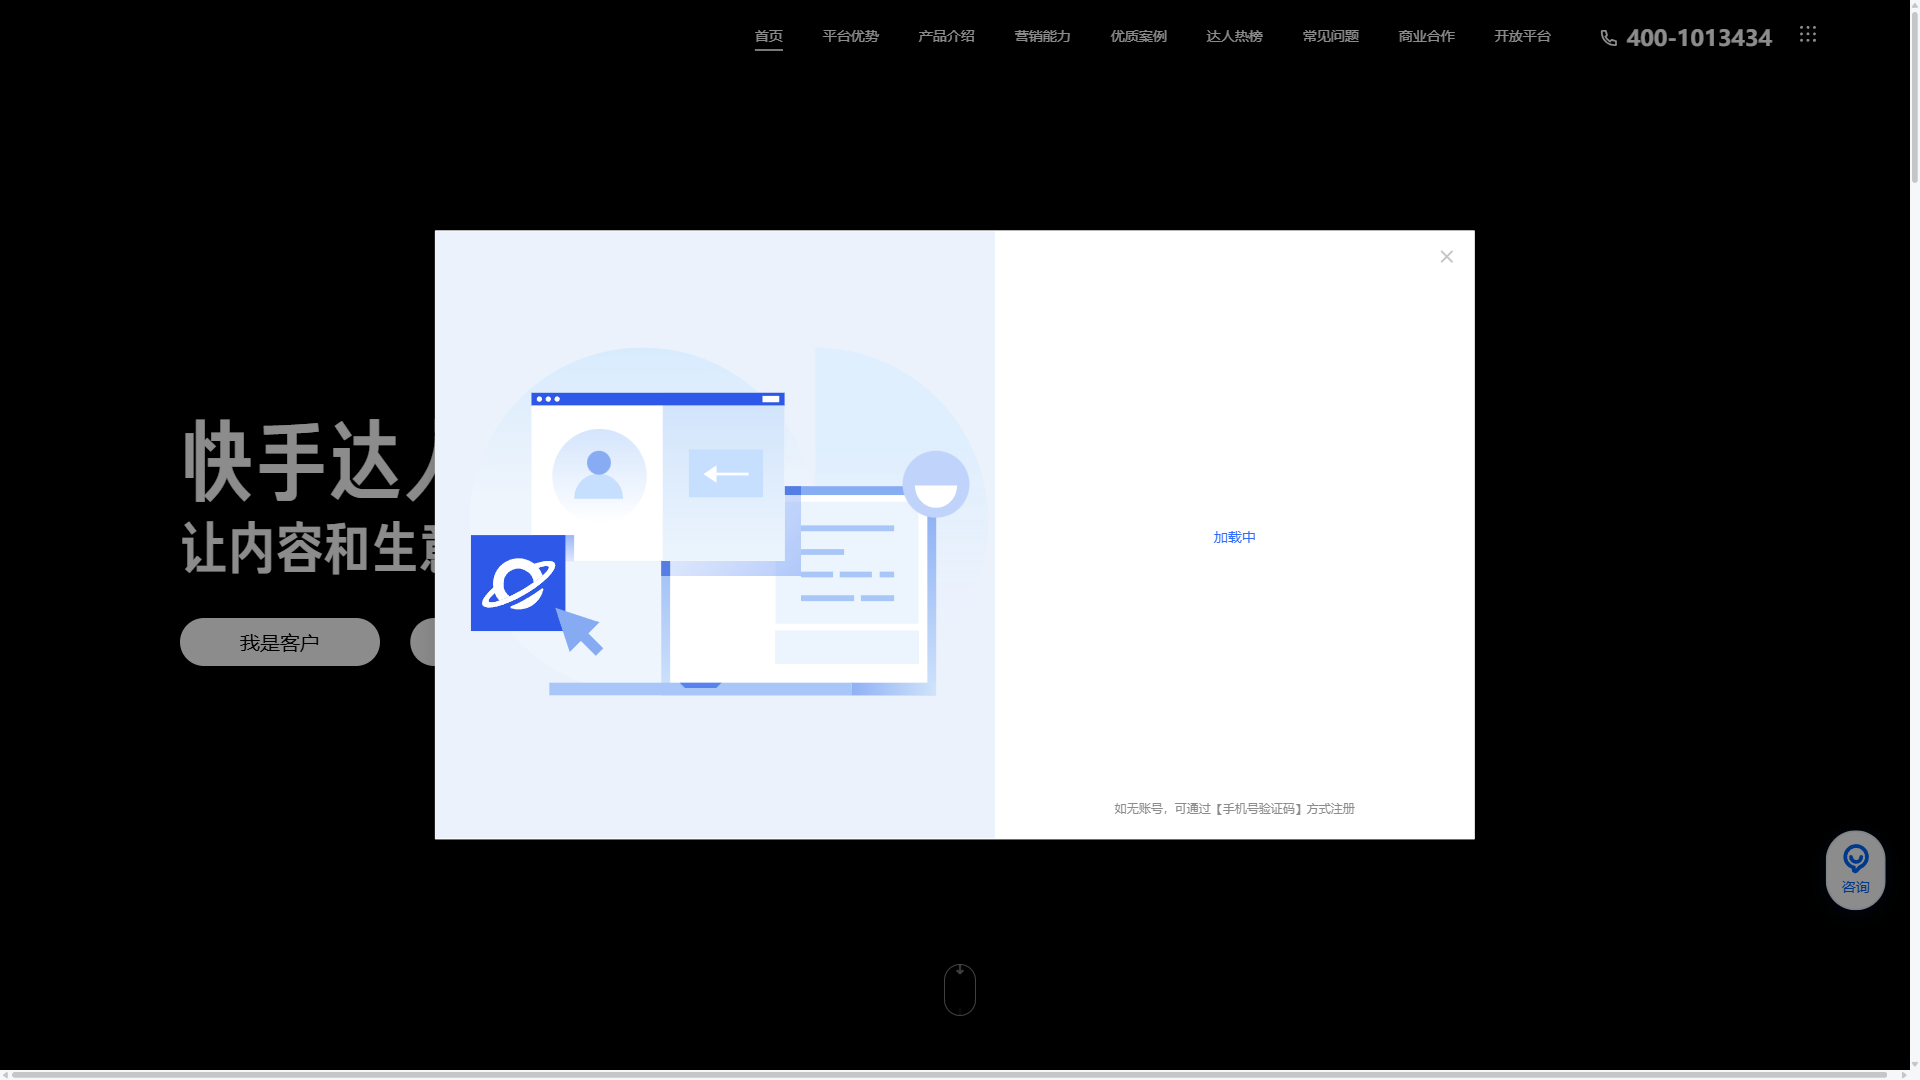 首页
平台优势
产品介绍
营销能力
优质案例
达人热榜
常见问题
商业合作
开放平台
400-1013434
快手达
让内容和生意
我是客户
加载中
如无账号，可通过【手机号验证码】方式注册
咨询